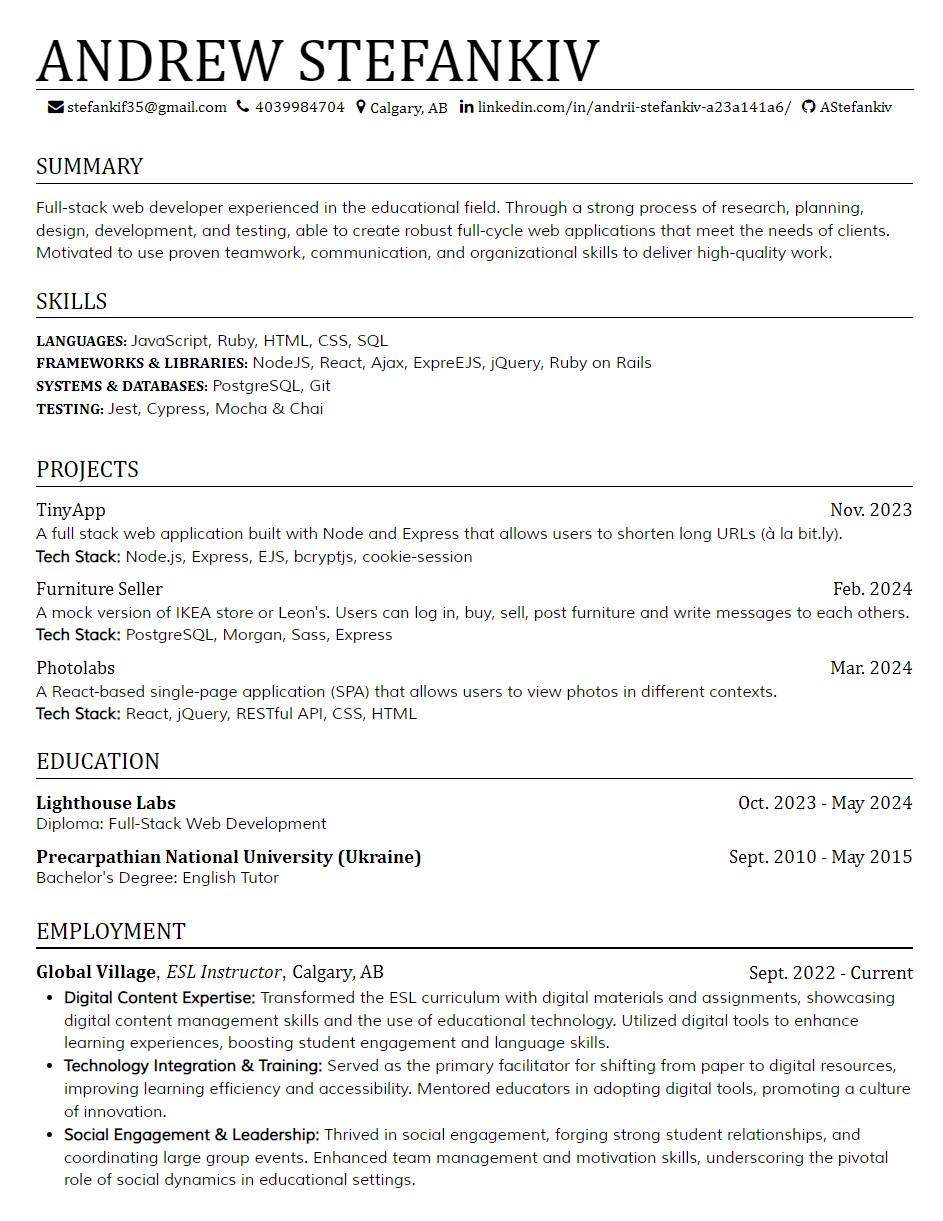 ANDREW STEFANKIV
stefankif35@gmail.com 4039984704 Calgary, AB linkedin.com/in/andrii-stefankiv-a23a141a6/ AStefankiv
SUMMARY
Full-stack web developer experienced in the educational field. Through a strong process of research, planning,
design, development, and testing, able to create robust full-cycle web applications that meet the needs of clients.
Motivated to use proven teamwork, communication, and organizational skills to deliver high-quality work.
SKILLS
LANGUAGES: JavaScript, Ruby, HTML, CSS, SQL
FRAMEWORKS & LIBRARIES: NodeJS, React, Ajax, ExpreEJS, jQuery, Ruby on Rails
SYSTEMS & DATABASES: PostgreSQL, Git
TESTING: Jest, Cypress, Mocha & Chai
PROJECTS
TinyApp Nov. 2023
A full stack web application built with Node and Express that allows users to shorten long URLs (à la bit.ly).
Tech Stack: Node.js, Express, EJS, bcryptjs, cookie-session
Furniture Seller Feb. 2024
A mock version of IKEA store or Leon's. Users can log in, buy, sell, post furniture and write messages to each others.
Tech Stack: PostgreSQL, Morgan, Sass, Express
Photolabs Mar. 2024
A React-based single-page application (SPA) that allows users to view photos in different contexts.
Tech Stack: React, jQuery, RESTful API, CSS, HTML
EDUCATION
Lighthouse Labs Oct. 2023 - May 2024
Diploma: Full-Stack Web Development
Precarpathian National University (Ukraine) Sept. 2010 - May 2015
Bachelor's Degree: English Tutor
EMPLOYMENT
Global Village, ESL Instructor, Calgary, AB Sept. 2022 - Current
• Digital Content Expertise: Transformed the ESL curriculum with digital materials and assignments, showcasing
digital content management skills and the use of educational technology. Utilized digital tools to enhance
learning experiences, boosting student engagement and language skills.
• Technology Integration & Training: Served as the primary facilitator for shifting from paper to digital resources,
improving learning efficiency and accessibility. Mentored educators in adopting digital tools, promoting a culture
of innovation.
• Social Engagement & Leadership: Thrived in social engagement, forging strong student relationships, and
coordinating large group events. Enhanced team management and motivation skills, underscoring the pivotal
role of social dynamics in educational settings.